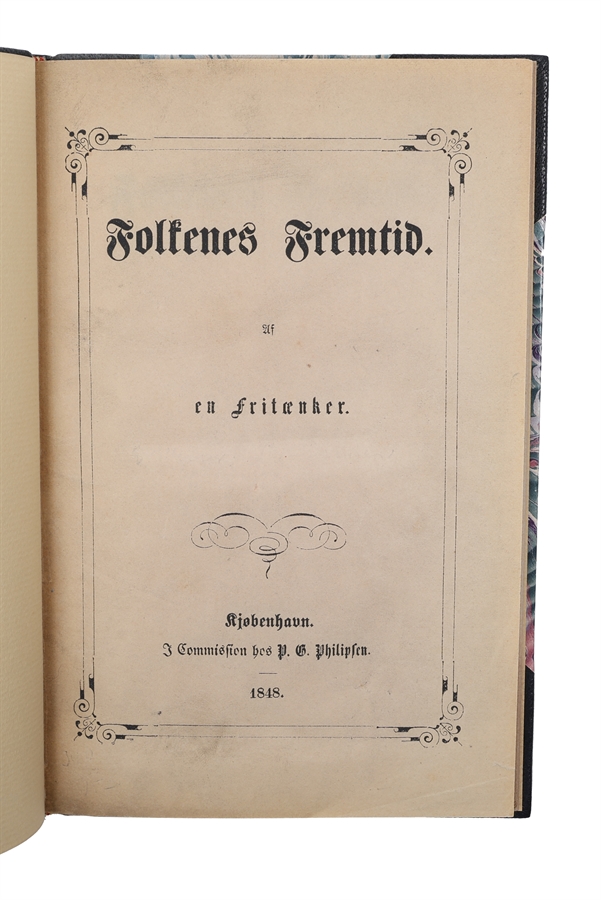 Folkenes Fremtid.
Af
en Fritænker.
Kjøbenhavn.
I Commission hos P. G. Philipsen.
1848.